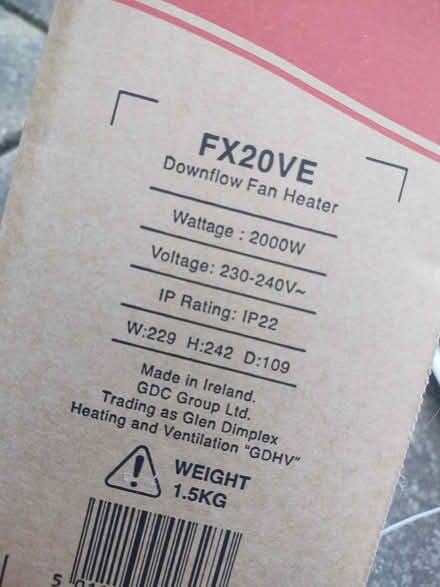 FX20VE
Downflow Fan Heater
Wattage : 2000W
Voltage: 230-240V~
IP Rating: IP22
W:229 H:242 D:109
Made in Ireland.
GDC Group Ltd.
Trading as Glen Dimplex
Heating and Ventilation "GDHV"
WEIGHT
1.5KG